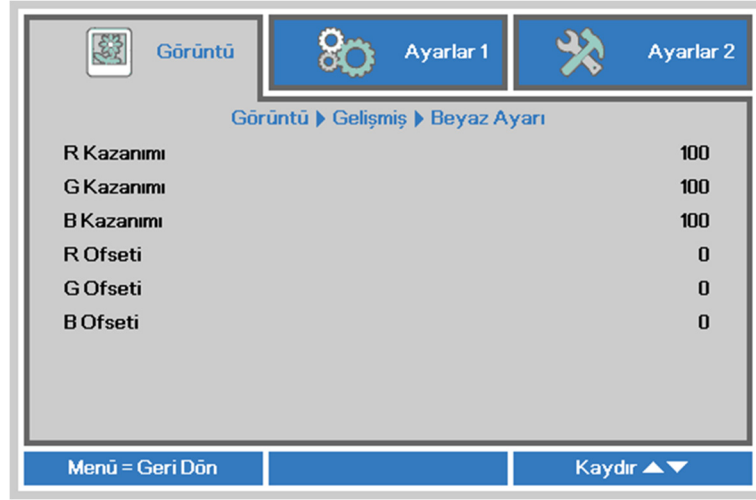 Görüntü
Ayarlar 1
Ayarlar 2
Görüntü Gelişmiş Beyaz Ayarı
R Kazanımı 100
G Kazanımı 100
B Kazanımı 100
R Ofseti 0
G Ofseti 0
B Ofseti 0
Menü = Geri Dön
Kaydır